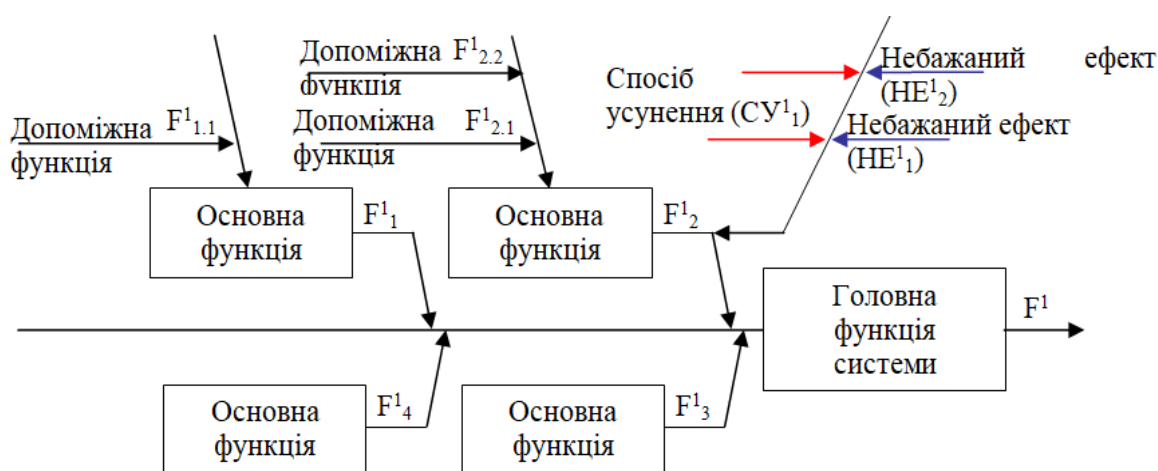 Допоміжна F¹₂.₂
функція
Допоміжна F¹₂.₁
функція
Допоміжна F¹₁.₁
функція
Спосіб
усунення (СУ¹₁)
Небажаний ефект
(НЕ¹₂)
Небажаний ефект
(НЕ¹₁)
Основна
функція
F¹₁
Основна
функція
F¹₂
Головна
функція
системи
F¹
Основна
функція
F¹₄
Основна
функція
F¹₃